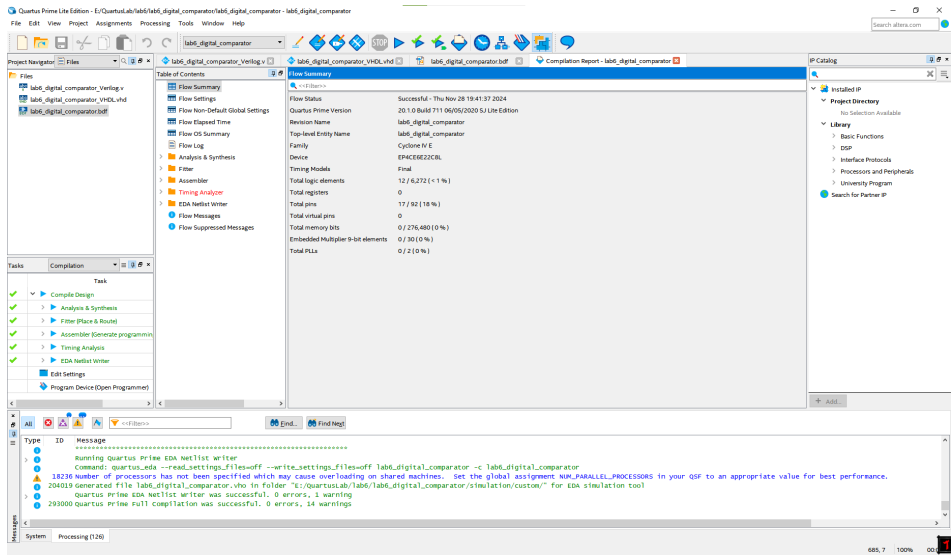 Quartus Prime Lite Edition - E:/QuartusLab/lab6/lab6_digital_comparator/lab6_digital_comparator - lab6_digital_comparator
File Edit View Project Assignments Processing Tools Window Help
Search altera.com
lab6_digital_comparator
Project Navigator Files
Files
lab6_digital_comparator_Verilog.v
lab6_digital_comparator_VHDL.vhd
lab6_digital_comparator.bdf
Tasks Compilation
Task
Compile Design
Analysis & Synthesis
Fitter (Place & Route)
Assembler (Generate programmin
Timing Analysis
EDA Netlist Writer
Edit Settings
Program Device (Open Programmer)
lab6_digital_comparator_Verilog.v lab6_digital_comparator_VHDL.vhd lab6_digital_comparator.bdf Compilation Report - lab6_digital_comparator
Table of Contents
Flow Summary
Flow Settings
Flow Non-Default Global Settings
Flow Elapsed Time
Flow OS Summary
Flow Log
Analysis & Synthesis
Fitter
Assembler
Timing Analyzer
EDA Netlist Writer
Flow Messages
Flow Suppressed Messages
Flow Summary
<<Filter>>
Flow Status Successful - Thu Nov 28 19:41:37 2024
Quartus Prime Version 20.1.0 Build 711 06/05/2020 SJ Lite Edition
Revision Name lab6_digital_comparator
Top-level Entity Name lab6_digital_comparator
Family Cyclone IV E
Device EP4CE6E22C8L
Timing Models Final
Total logic elements 12 / 6,272 ( < 1 % )
Total registers 0
Total pins 17 / 92 ( 18 % )
Total virtual pins 0
Total memory bits 0 / 276,480 ( 0 % )
Embedded Multiplier 9-bit elements 0 / 30 ( 0 % )
Total PLLs 0 / 2 ( 0 % )
IP Catalog
Installed IP
Project Directory
No Selection Available
Library
Basic Functions
DSP
Interface Protocols
Processors and Peripherals
University Program
Search for Partner IP
+ Add...
All <<Filter>> Find... Find Next
Type ID Message
************************************************************
Running Quartus Prime EDA Netlist Writer
Command: quartus_eda --read_settings_files=off --write_settings_files=off lab6_digital_comparator -c lab6_digital_comparator
18236 Number of processors has not been specified which may cause overloading on shared machines. Set the global assignment NUM_PARALLEL_PROCESSORS in your QSF to an appropriate value for best performance.
204019 Generated file lab6_digital_comparator.vho in folder "E:/QuartusLab/lab6/lab6_digital_comparator/simulation/custom/" for EDA simulation tool
Quartus Prime EDA Netlist Writer was successful. 0 errors, 1 warning
293000 Quartus Prime Full Compilation was successful. 0 errors, 14 warnings
Messages
System Processing (126)
685, 7 100%
1